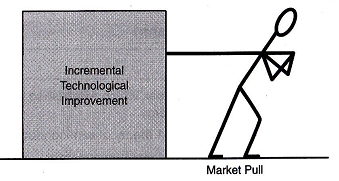 Incremental
Technological
Improvement
Market Pull